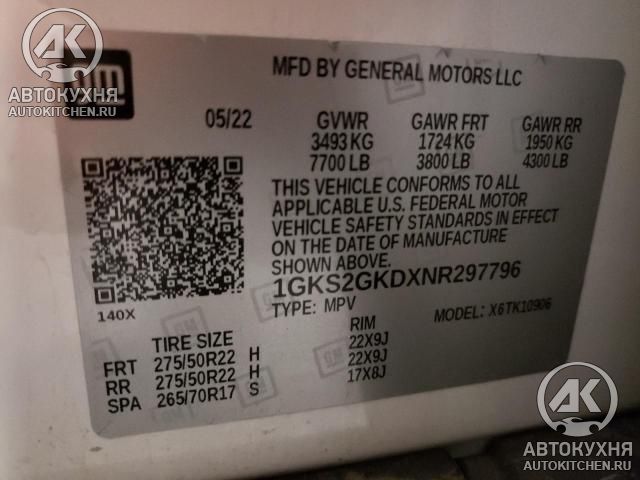 АК
АВТОКУХНЯ
AUTOKITCHEN.RU
gm
MFD BY GENERAL MOTORS LLC
05/22 GVWR GAWR FRT GAWR RR
3493 KG 1724 KG 1950 KG
7700 LB 3800 LB 4300 LB
THIS VEHICLE CONFORMS TO ALL
APPLICABLE U.S. FEDERAL MOTOR
VEHICLE SAFETY STANDARDS IN EFFECT
ON THE DATE OF MANUFACTURE
SHOWN ABOVE.
1GKS2GKDXNR297796
140X TYPE: MPV MODEL: X6TK10906
TIRE SIZE RIM
FRT 275/50R22 H 22X9J
RR 275/50R22 H 22X9J
SPA 265/70R17 S 17X8J
АК
АВТОКУХНЯ
AUTOKITCHEN.RU